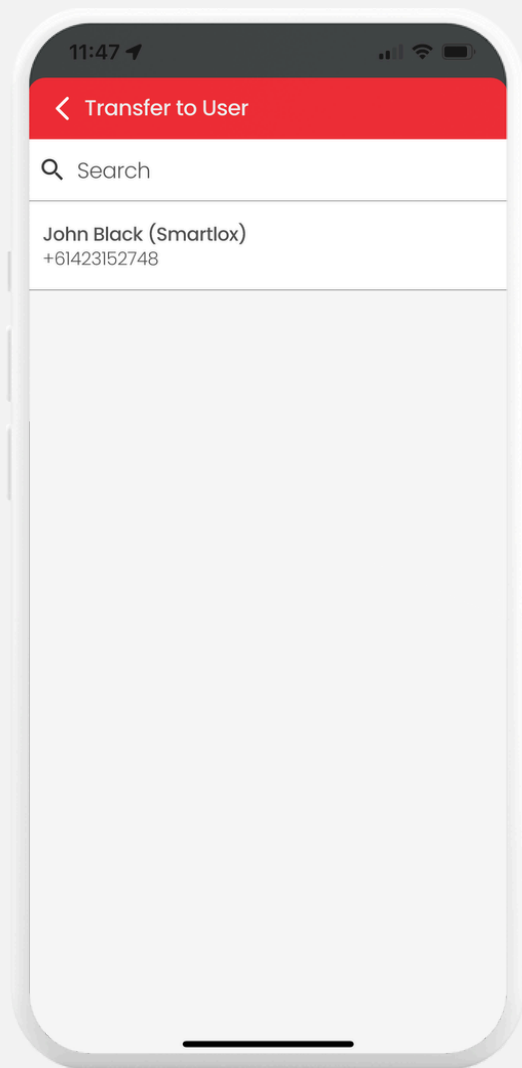 11:47
Transfer to User
Search
John Black (Smartlox)
+61423152748